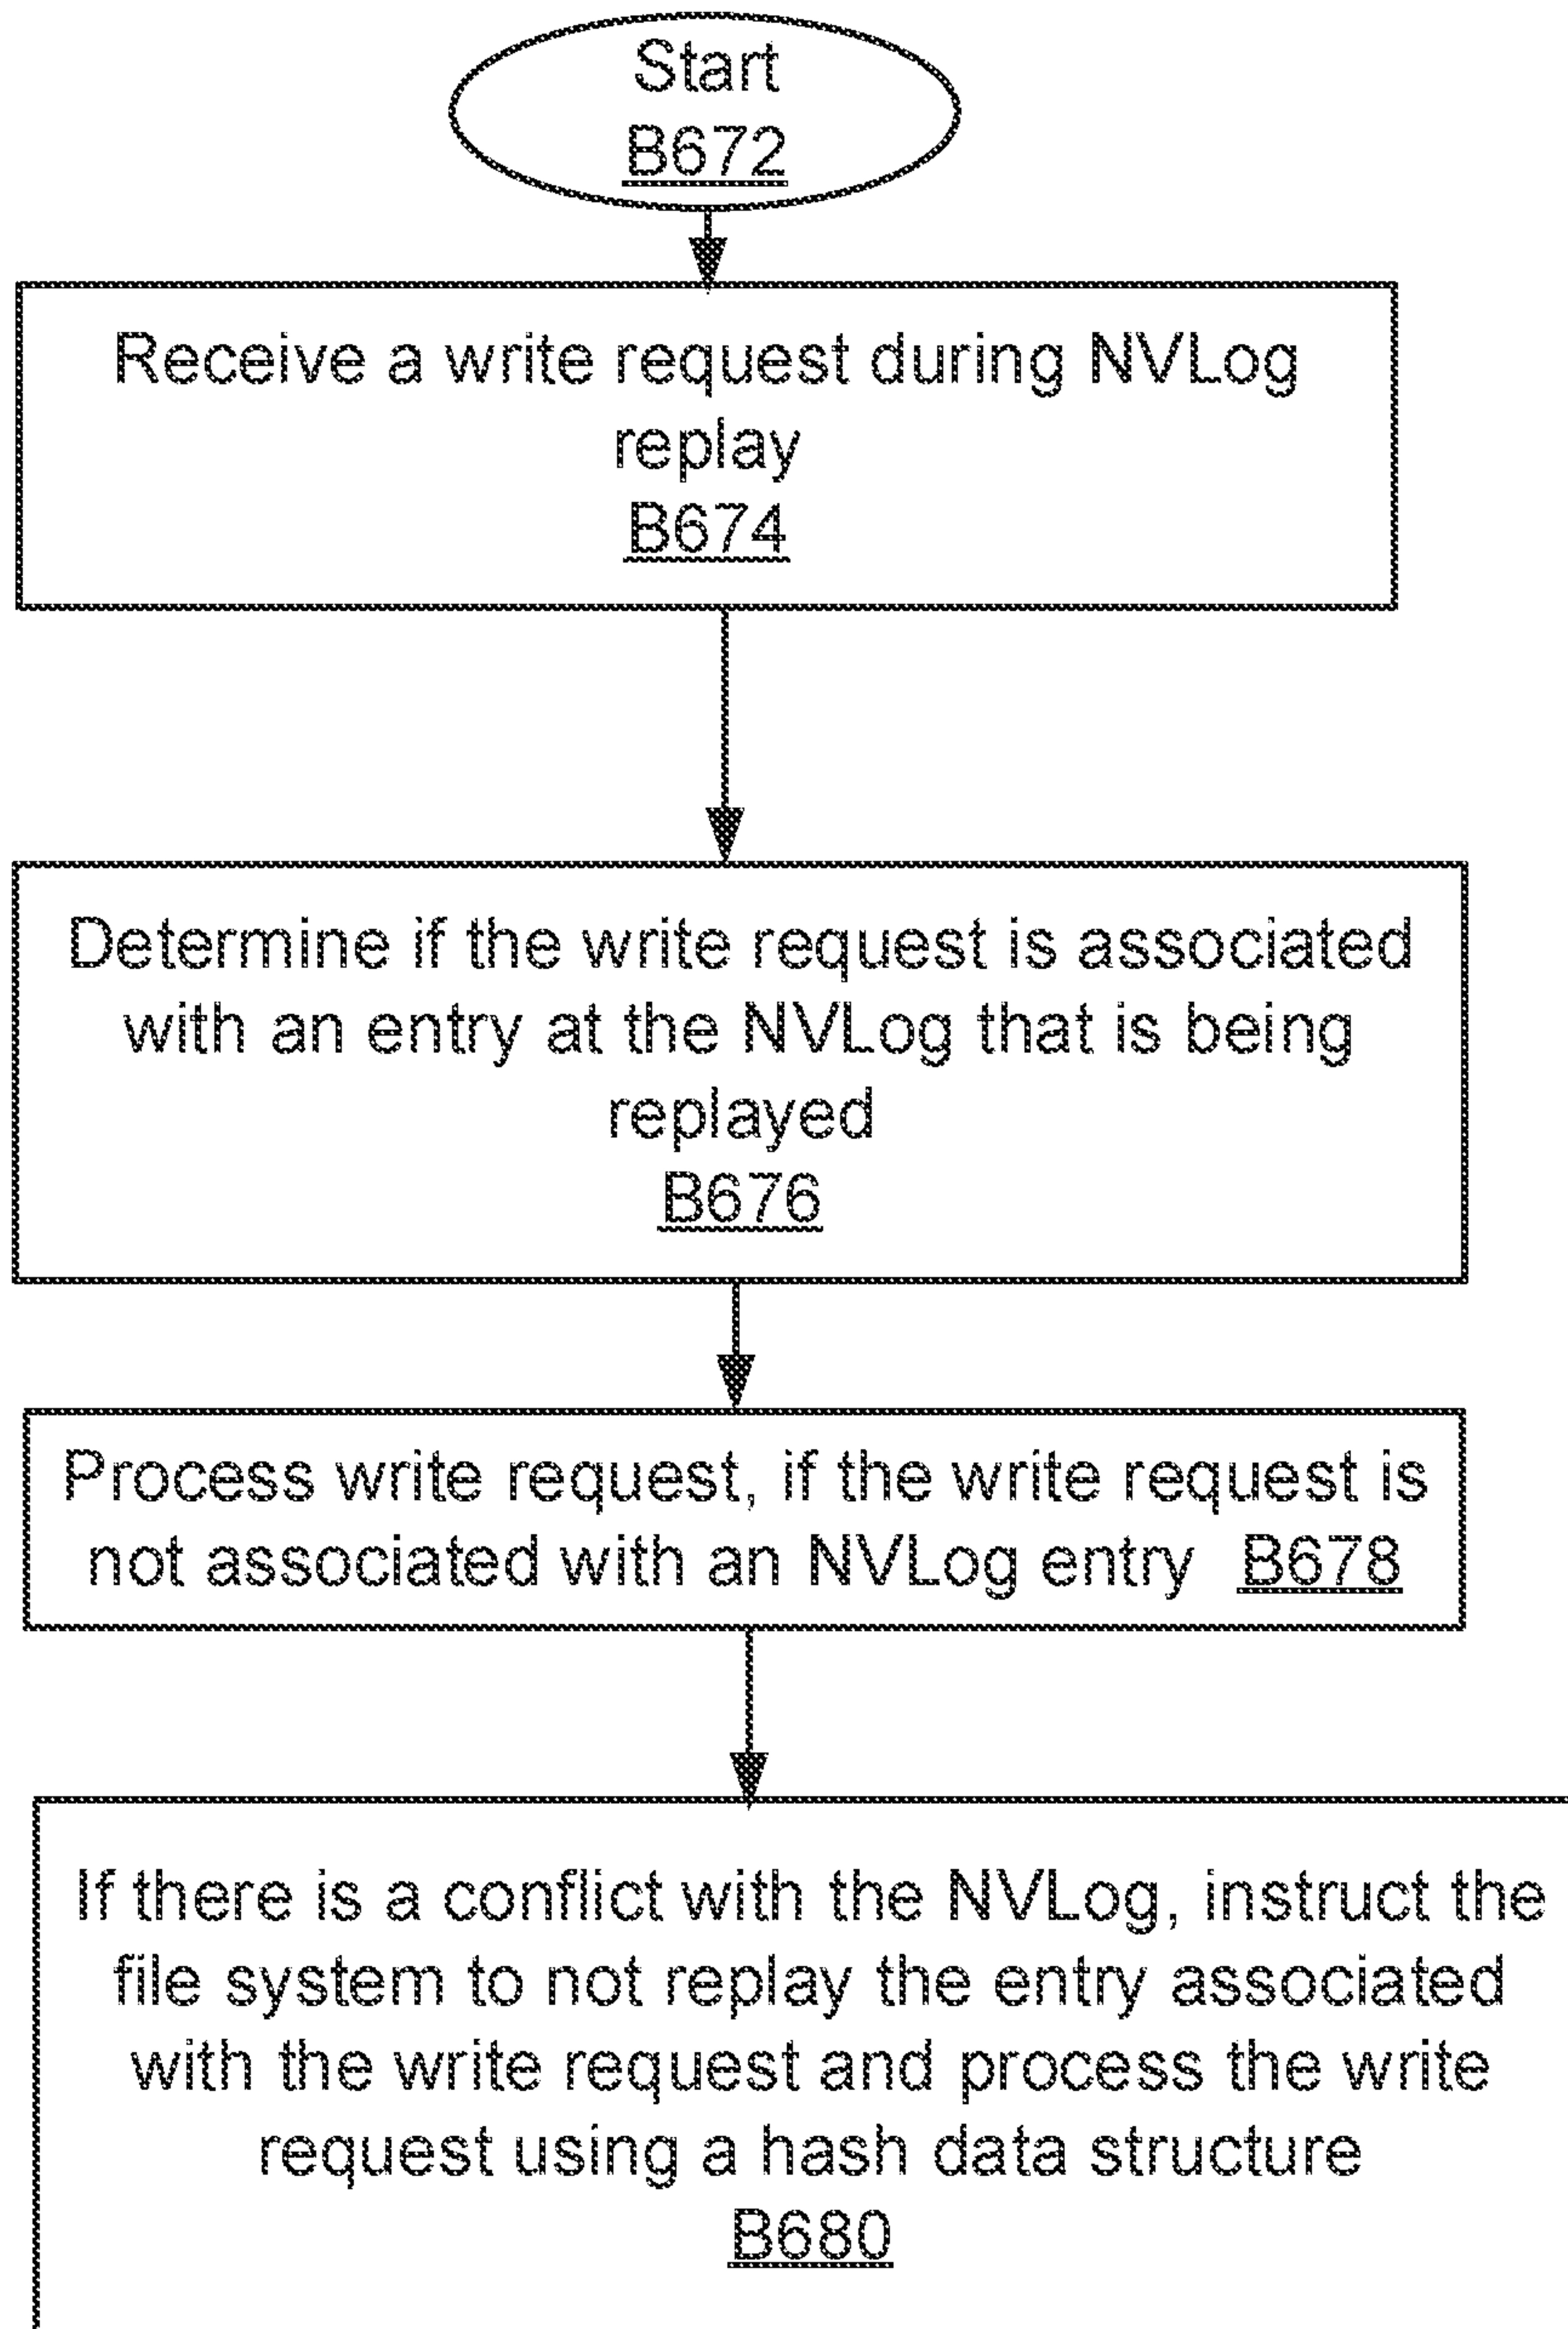 Start
B672
Receive a write request during NVLog
replay
B674
Determine if the write request is associated
with an entry at the NVLog that is being
replayed
B676
Process write request, if the write request is
not associated with an NVLog entry B678
If there is a conflict with the NVLog, instruct the
file system to not replay the entry associated
with the write request and process the write
request using a hash data structure
B680